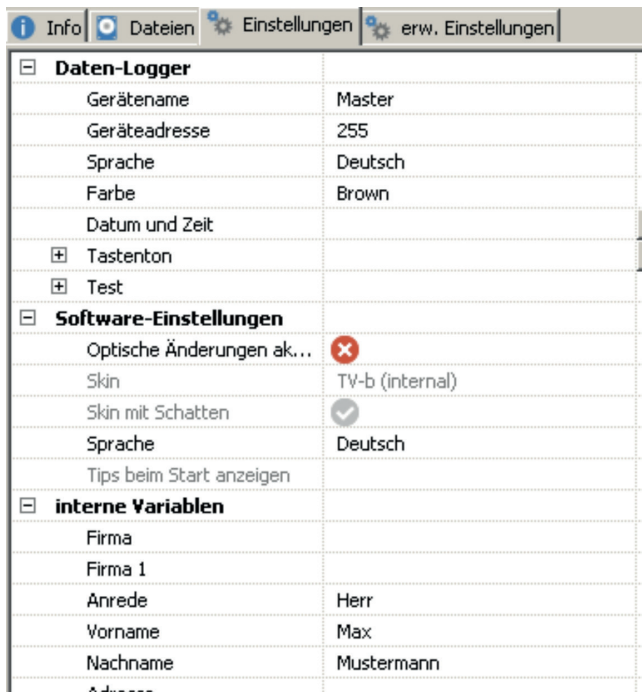 Info Dateien Einstellungen erw. Einstellungen
Daten-Logger
Gerätename Master
Geräteadresse 255
Sprache Deutsch
Farbe Brown
Datum und Zeit
Tastenton
Test
Software-Einstellungen
Optische Änderungen ak...
Skin TV-b (internal)
Skin mit Schatten
Sprache Deutsch
Tips beim Start anzeigen
interne Variablen
Firma
Firma 1
Anrede Herr
Vorname Max
Nachname Mustermann